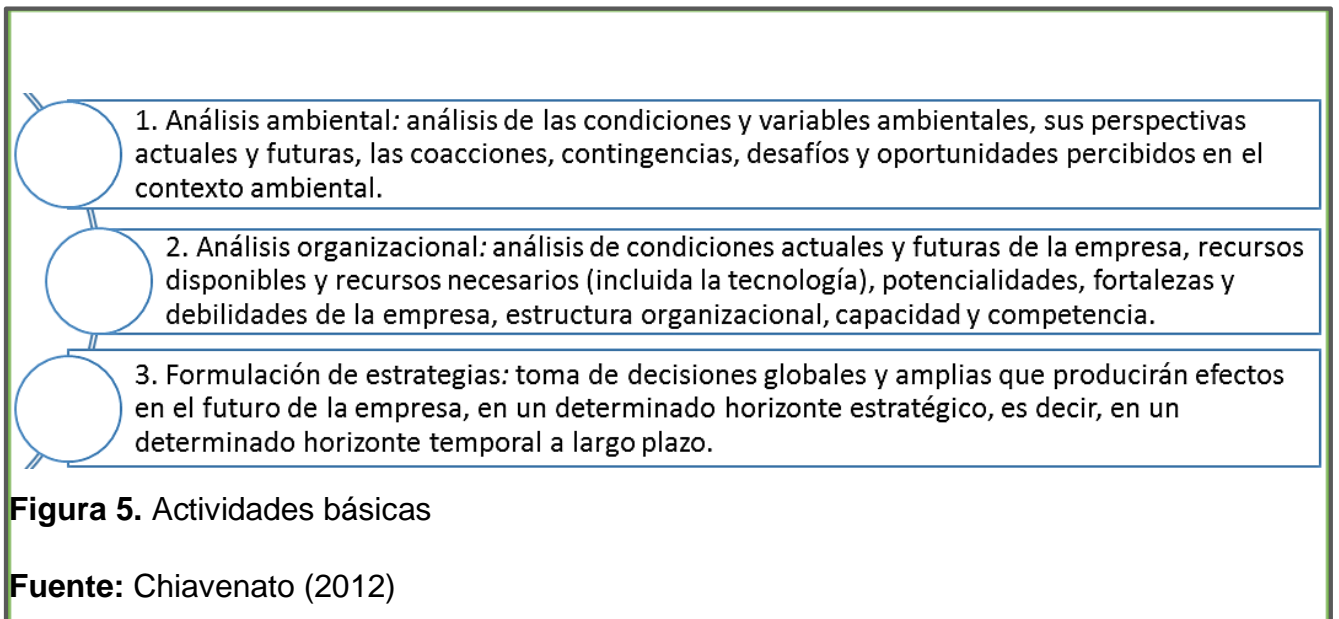 1. Análisis ambiental: análisis de las condiciones y variables ambientales, sus perspectivas
actuales y futuras, las coacciones, contingencias, desafíos y oportunidades percibidos en el
contexto ambiental.
2. Análisis organizacional: análisis de condiciones actuales y futuras de la empresa, recursos
disponibles y recursos necesarios (incluida la tecnología), potencialidades, fortalezas y
debilidades de la empresa, estructura organizacional, capacidad y competencia.
3. Formulación de estrategias: toma de decisiones globales y amplias que producirán efectos
en el futuro de la empresa, en un determinado horizonte estratégico, es decir, en un
determinado horizonte temporal a largo plazo.
Figura 5. Actividades básicas
Fuente: Chiavenato (2012)